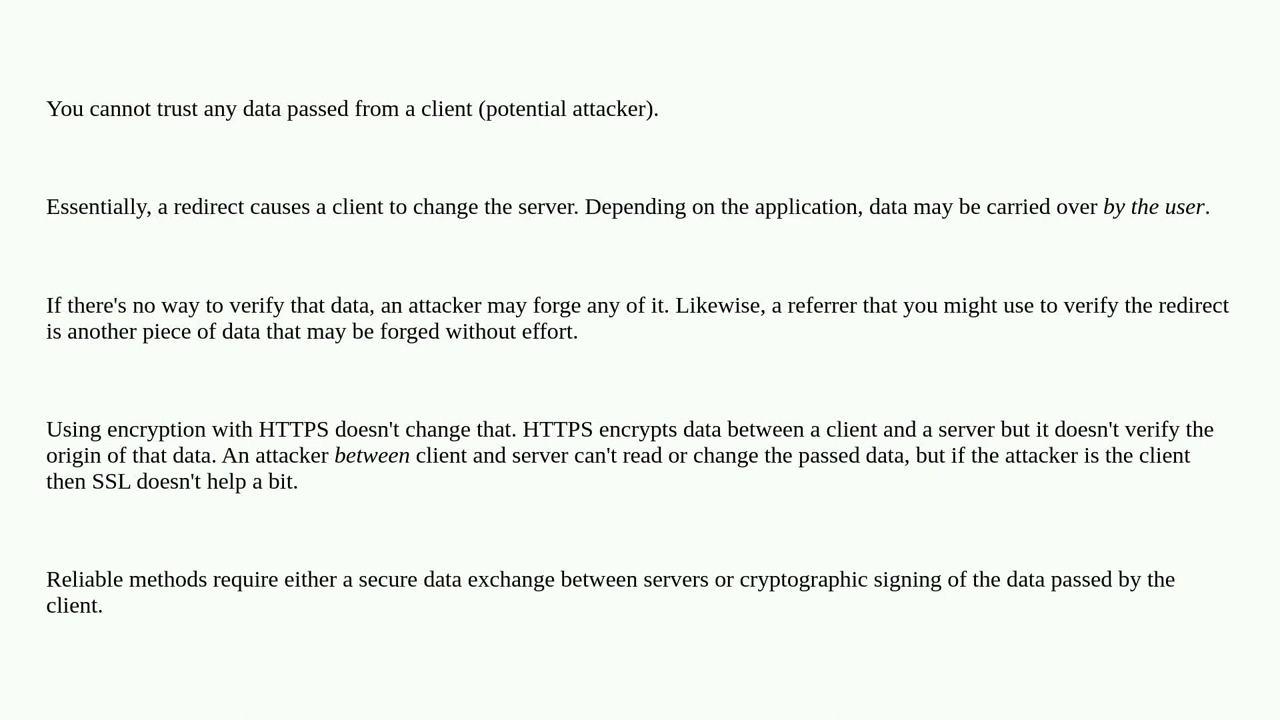 You cannot trust any data passed from a client (potential attacker).
Essentially, a redirect causes a client to change the server. Depending on the application, data may be carried over by the user.
If there's no way to verify that data, an attacker may forge any of it. Likewise, a referrer that you might use to verify the redirect
is another piece of data that may be forged without effort.
Using encryption with HTTPS doesn't change that. HTTPS encrypts data between a client and a server but it doesn't verify the
origin of that data. An attacker between client and server can't read or change the passed data, but if the attacker is the client
then SSL doesn't help a bit.
Reliable methods require either a secure data exchange between servers or cryptographic signing of the data passed by the
client.